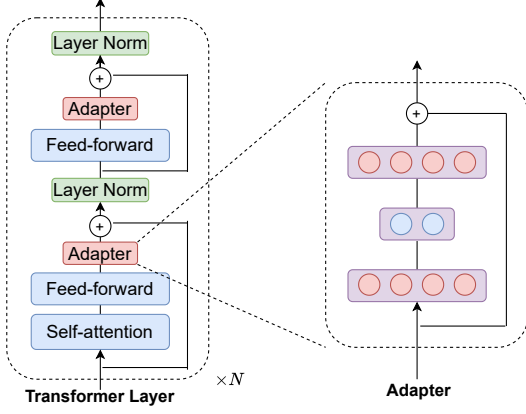 Layer Norm
+
Adapter
Feed-forward
Layer Norm
+
Adapter
Feed-forward
Self-attention
×N
Transformer Layer
+
Adapter